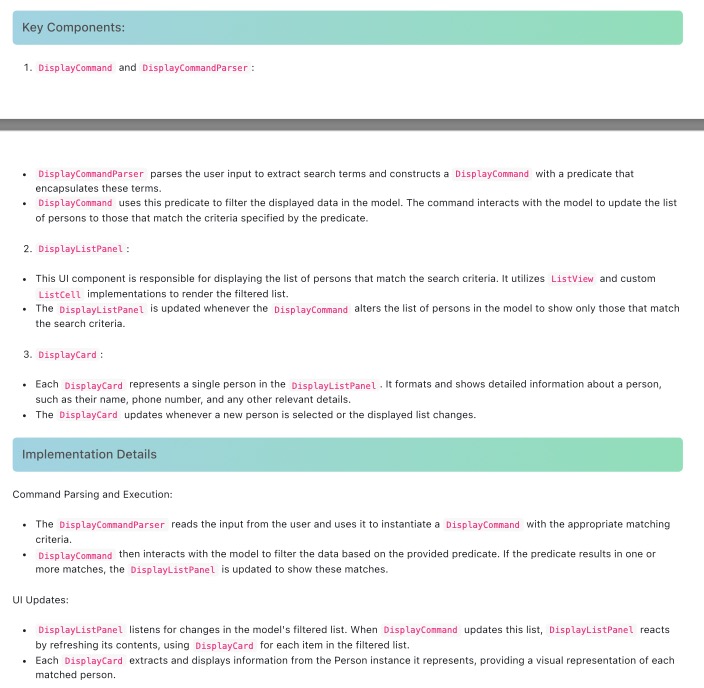 Key Components:
1. DisplayCommand and DisplayCommandParser :
• DisplayCommandParser parses the user input to extract search terms and constructs a DisplayCommand with a predicate that
encapsulates these terms.
• DisplayCommand uses this predicate to filter the displayed data in the model. The command interacts with the model to update the list
of persons to those that match the criteria specified by the predicate.
2. DisplayListPanel :
• This UI component is responsible for displaying the list of persons that match the search criteria. It utilizes ListView and custom
ListCell implementations to render the filtered list.
• The DisplayListPanel is updated whenever the DisplayCommand alters the list of persons in the model to show only those that match
the search criteria.
3. DisplayCard :
• Each DisplayCard represents a single person in the DisplayListPanel . It formats and shows detailed information about a person,
such as their name, phone number, and any other relevant details.
• The DisplayCard updates whenever a new person is selected or the displayed list changes.
Implementation Details
Command Parsing and Execution:
• The DisplayCommandParser reads the input from the user and uses it to instantiate a DisplayCommand with the appropriate matching
criteria.
• DisplayCommand then interacts with the model to filter the data based on the provided predicate. If the predicate results in one or
more matches, the DisplayListPanel is updated to show these matches.
UI Updates:
• DisplayListPanel listens for changes in the model's filtered list. When DisplayCommand updates this list, DisplayListPanel reacts
by refreshing its contents, using DisplayCard for each item in the filtered list.
• Each DisplayCard extracts and displays information from the Person instance it represents, providing a visual representation of each
matched person.